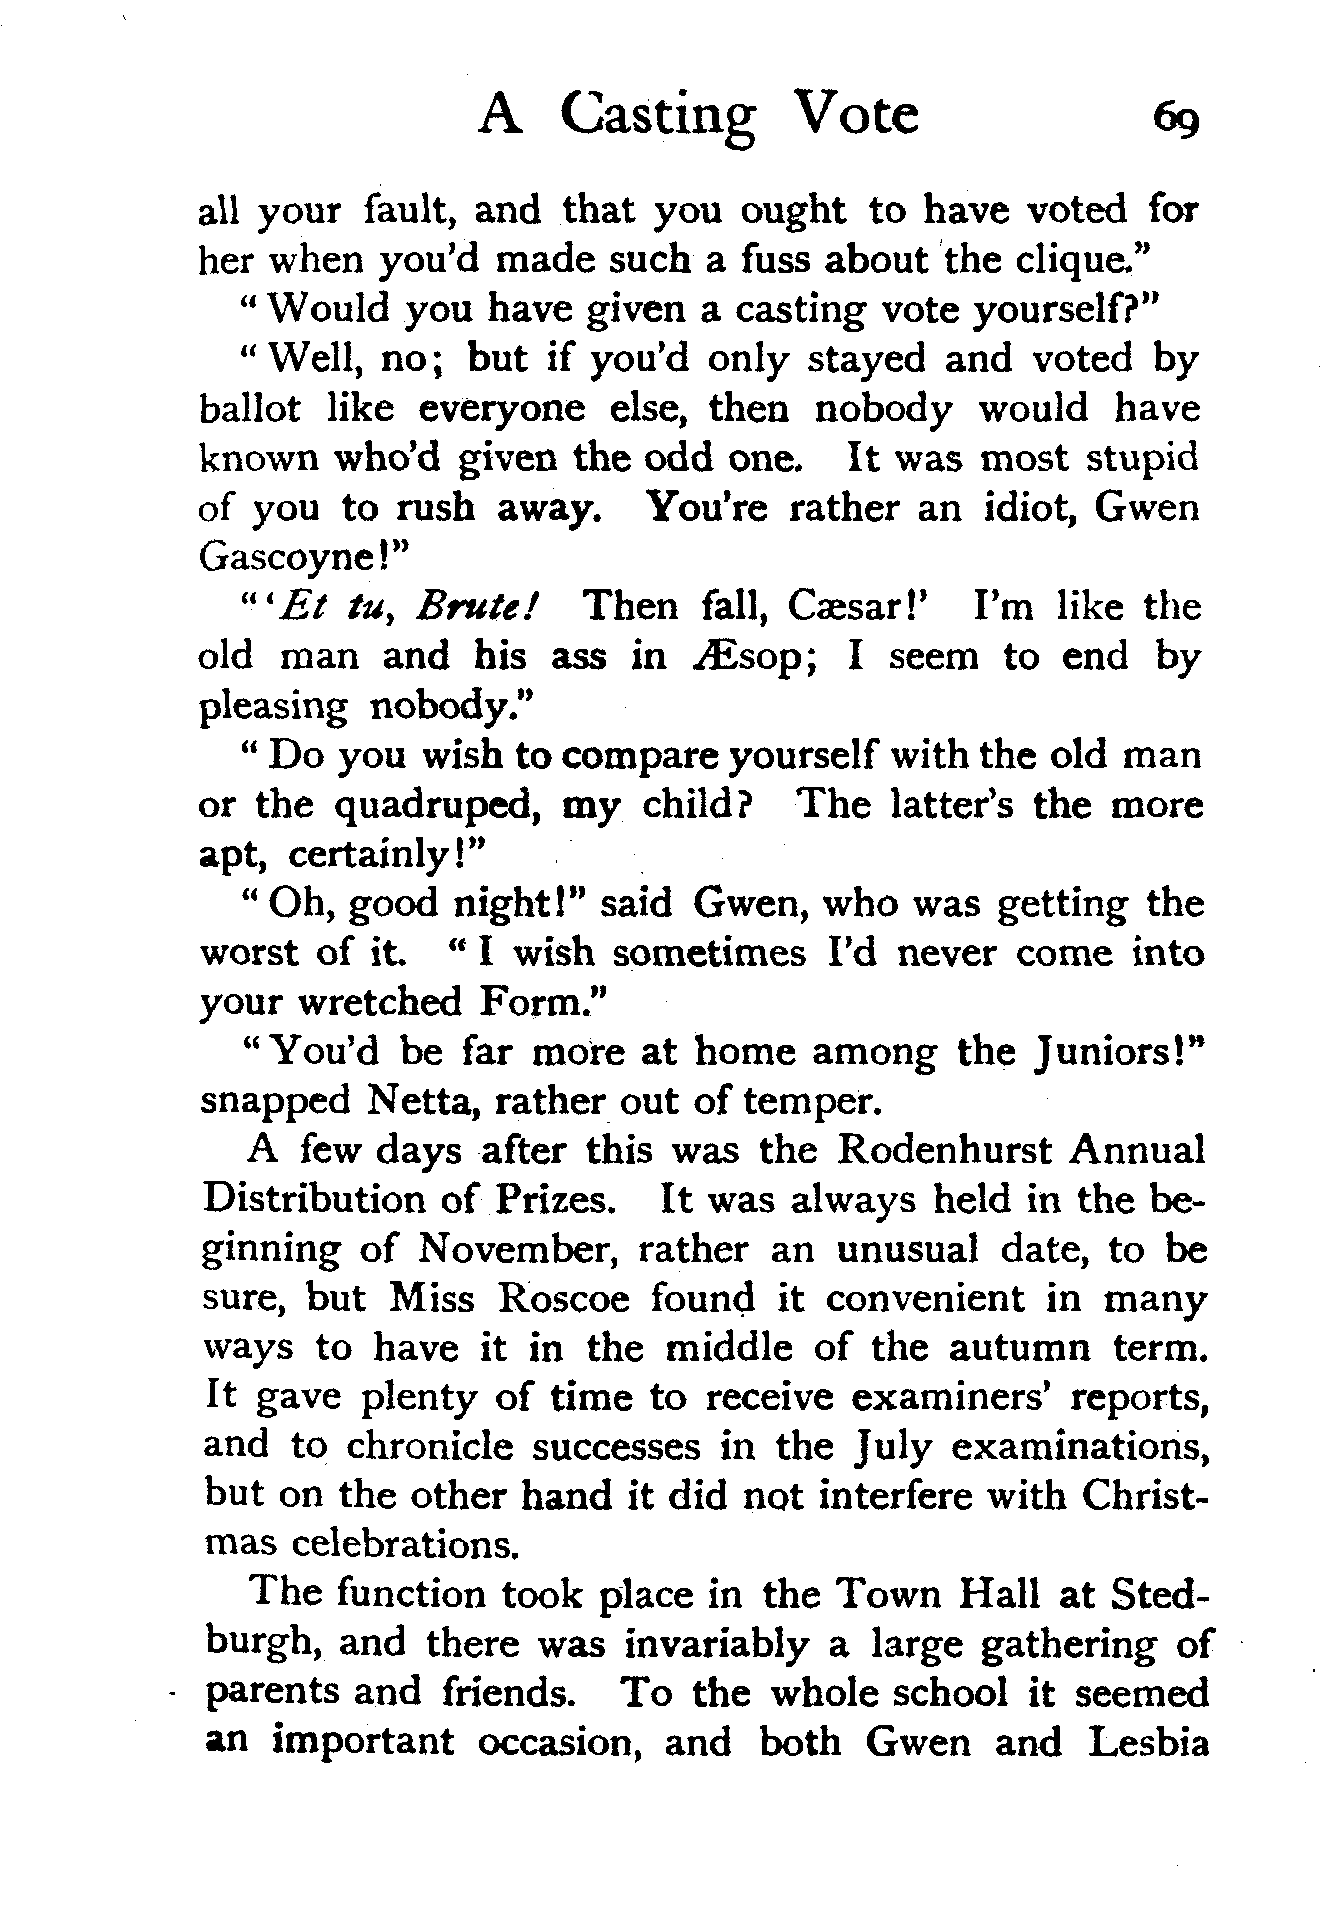 A Casting Vote 69
all your fault, and that you ought to have voted for
her when you'd made such a fuss about the clique."
"Would you have given a casting vote yourself?"
"Well, no; but if you'd only stayed and voted by
ballot like everyone else, then nobody would have
known who'd given the odd one. It was most stupid
of you to rush away. You're rather an idiot, Gwen
Gascoyne!"
"'Et tu, Brute! Then fall, Cæsar!' I'm like the
old man and his ass in Æsop; I seem to end by
pleasing nobody."
"Do you wish to compare yourself with the old man
or the quadruped, my child? The latter's the more
apt, certainly!"
"Oh, good night!" said Gwen, who was getting the
worst of it. "I wish sometimes I'd never come into
your wretched Form."
"You'd be far more at home among the Juniors!"
snapped Netta, rather out of temper.
A few days after this was the Rodenhurst Annual
Distribution of Prizes. It was always held in the be-
ginning of November, rather an unusual date, to be
sure, but Miss Roscoe found it convenient in many
ways to have it in the middle of the autumn term.
It gave plenty of time to receive examiners' reports,
and to chronicle successes in the July examinations,
but on the other hand it did not interfere with Christ-
mas celebrations.
The function took place in the Town Hall at Sted-
burgh, and there was invariably a large gathering of
parents and friends. To the whole school it seemed
an important occasion, and both Gwen and Lesbia